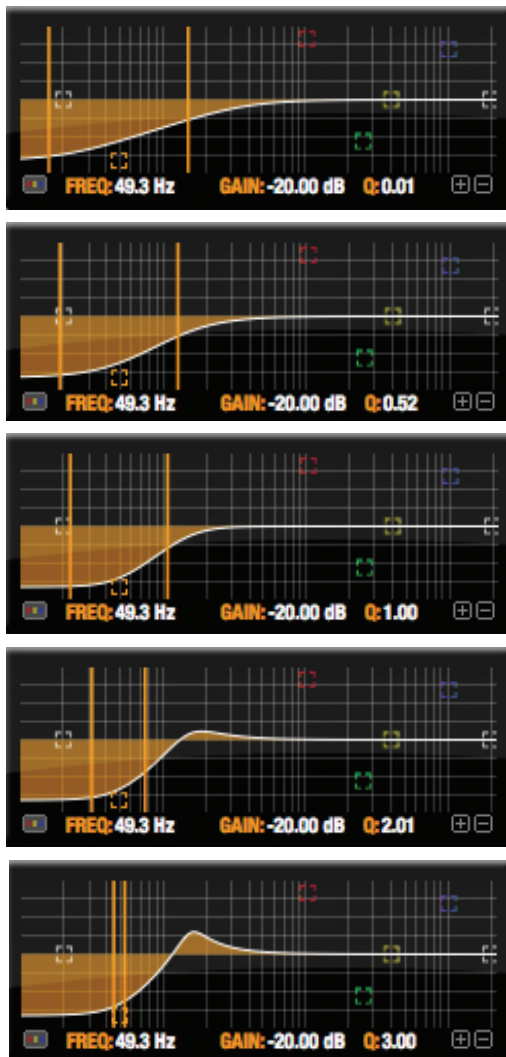 FREQ: 49.3 Hz GAIN: -20.00 dB Q: 0.01
FREQ: 49.3 Hz GAIN: -20.00 dB Q: 0.52
FREQ: 49.3 Hz GAIN: -20.00 dB Q: 1.00
FREQ: 49.3 Hz GAIN: -20.00 dB Q: 2.01
FREQ: 49.3 Hz GAIN: -20.00 dB Q: 3.00